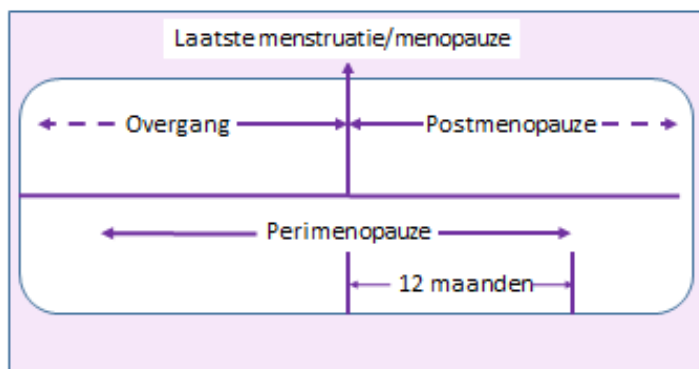 Laatste menstruatie/menopauze
Overgang
Postmenopauze
Perimenopauze
12 maanden